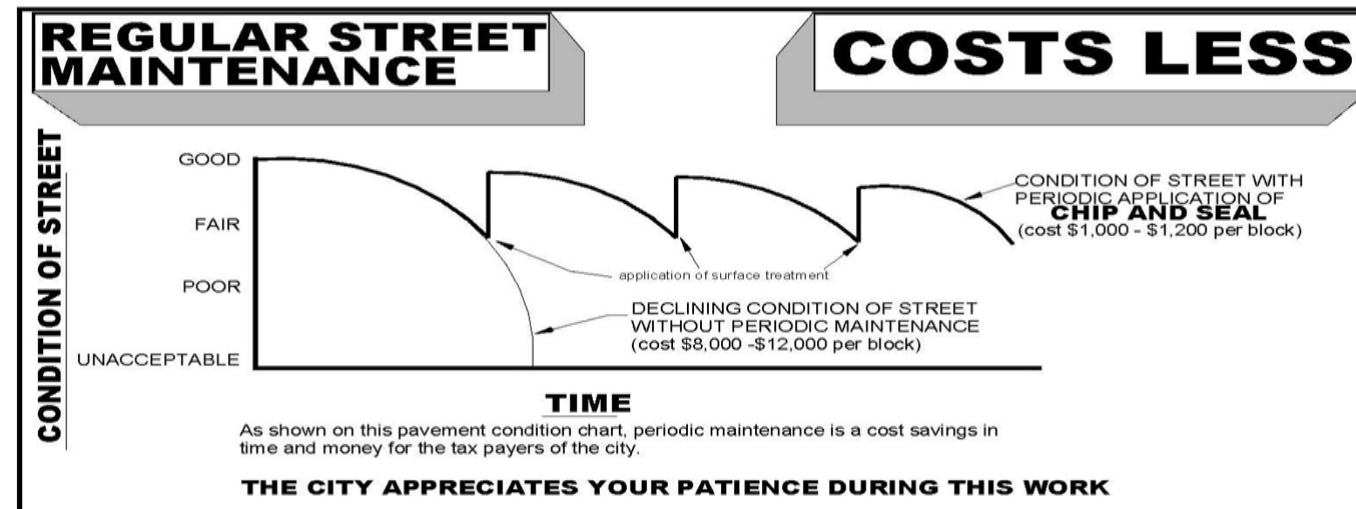 REGULAR STREET
MAINTENANCE
COSTS LESS
CONDITION OF STREET
GOOD
FAIR
POOR
UNACCEPTABLE
CONDITION OF STREET WITH
PERIODIC APPLICATION OF
CHIP AND SEAL
(cost $1,000 - $1,200 per block)
application of surface treatment
DECLINING CONDITION OF STREET
WITHOUT PERIODIC MAINTENANCE
(cost $8,000 -$12,000 per block)
TIME
As shown on this pavement condition chart, periodic maintenance is a cost savings in
time and money for the tax payers of the city.
THE CITY APPRECIATES YOUR PATIENCE DURING THIS WORK